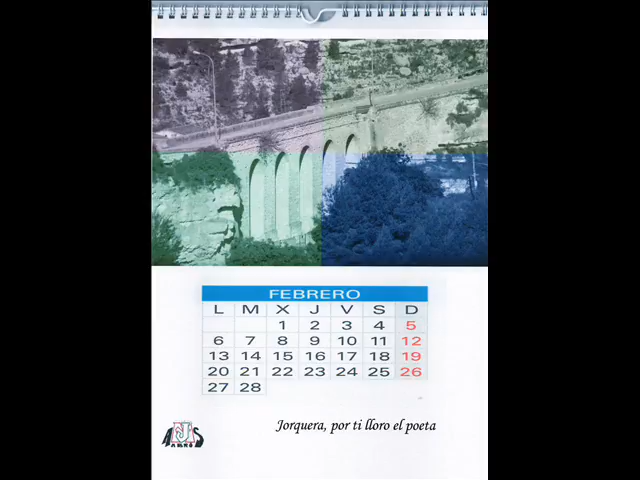 FEBRERO
L M X J V S D
1 2 3 4 5
6 7 8 9 10 11 12
13 14 15 16 17 18 19
20 21 22 23 24 25 26
27 28
Jorquera, por ti lloro el poeta